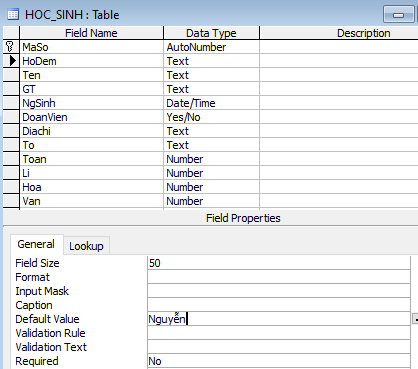 HOC_SINH : Table
Field Name Data Type Description
MaSo AutoNumber
HoDem Text
Ten Text
GT Text
NgSinh Date/Time
DoanVien Yes/No
Diachi Text
To Text
Toan Number
Li Number
Hoa Number
Van Number
Field Properties
General Lookup
Field Size 50
Format
Input Mask
Caption
Default Value Nguyễn
Validation Rule
Validation Text
Required No